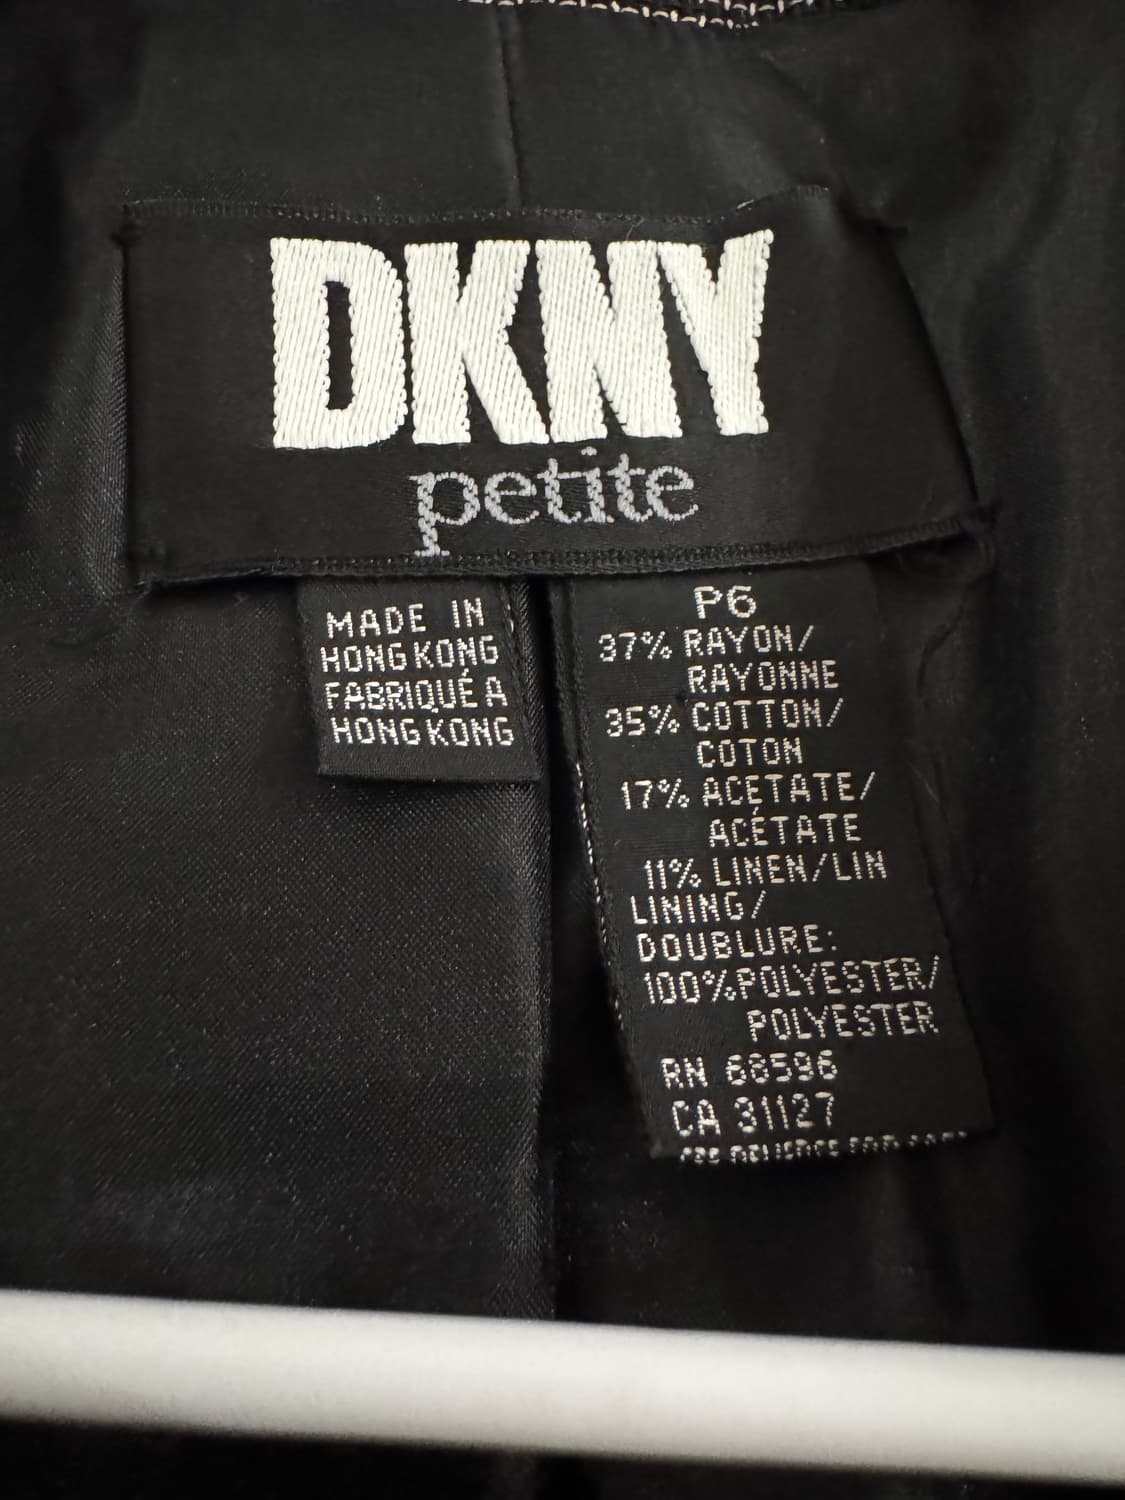 DKNY
petite
MADE IN
HONG KONG
FABRIQUÉ A
HONG KONG
P6
37% RAYON/
RAYONNE
35% COTTON/
COTON
17% ACETATE/
ACÉTATE
11% LINEN/LIN
LINING/
DOUBLURE:
100% POLYESTER/
POLYESTER
RN 68596
CA 31127